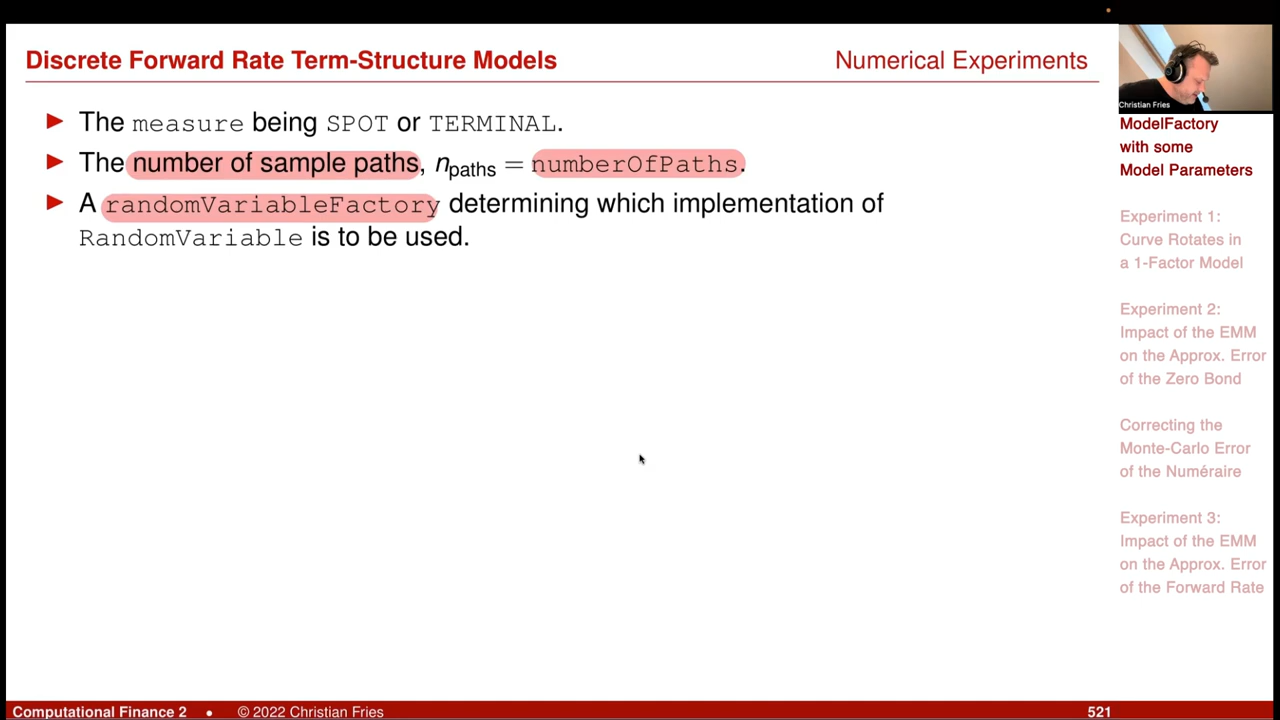 Discrete Forward Rate Term-Structure Models
Numerical Experiments
▶ The measure being SPOT or TERMINAL.
▶ The number of sample paths, npaths = numberOfPaths.
▶ A randomVariableFactory determining which implementation of
RandomVariable is to be used.
Christian Fries
ModelFactory
with some
Model Parameters
Experiment 1:
Curve Rotates in
a 1-Factor Model
Experiment 2:
Impact of the EMM
on the Approx. Error
of the Zero Bond
Correcting the
Monte-Carlo Error
of the Numéraire
Experiment 3:
Impact of the EMM
on the Approx. Error
of the Forward Rate
Computational Finance 2 • © 2022 Christian Fries
521